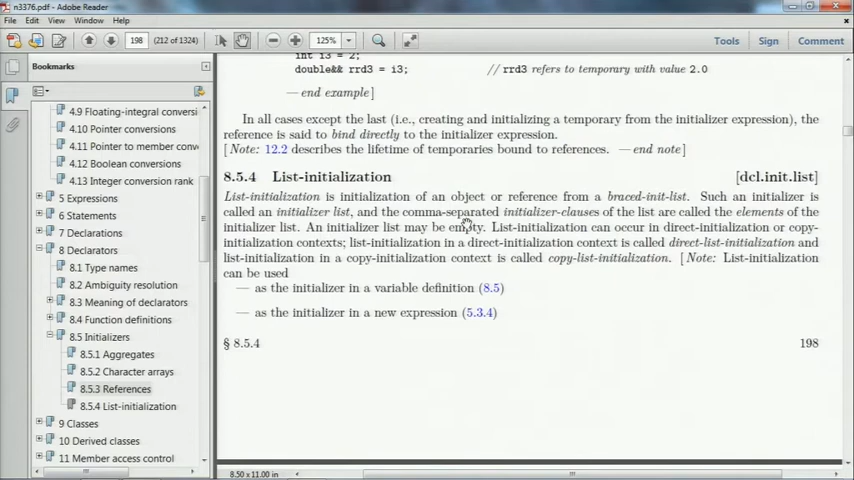 n3376.pdf - Adobe Reader
File Edit View Window Help
198 (212 of 1324) 125% Tools Sign Comment
Bookmarks
4.9 Floating-integral conversi
4.10 Pointer conversions
4.11 Pointer to member conv
4.12 Boolean conversions
4.13 Integer conversion rank
5 Expressions
6 Statements
7 Declarations
8 Declarators
8.1 Type names
8.2 Ambiguity resolution
8.3 Meaning of declarators
8.4 Function definitions
8.5 Initializers
8.5.1 Aggregates
8.5.2 Character arrays
8.5.3 References
8.5.4 List-initialization
9 Classes
10 Derived classes
11 Member access control
int i3 = 2;
double&& rrd3 = i3; // rrd3 refers to temporary with value 2.0
— end example ]
In all cases except the last (i.e., creating and initializing a temporary from the initializer expression), the
reference is said to bind directly to the initializer expression.
[ Note: 12.2 describes the lifetime of temporaries bound to references. — end note ]
8.5.4 List-initialization [dcl.init.list]
List-initialization is initialization of an object or reference from a braced-init-list. Such an initializer is
called an initializer list, and the comma-separated initializer-clauses of the list are called the elements of the
initializer list. An initializer list may be empty. List-initialization can occur in direct-initialization or copy-
initialization contexts; list-initialization in a direct-initialization context is called direct-list-initialization and
list-initialization in a copy-initialization context is called copy-list-initialization. [ Note: List-initialization
can be used
— as the initializer in a variable definition (8.5)
— as the initializer in a new expression (5.3.4)
§ 8.5.4 198
8.50 x 11.00 in